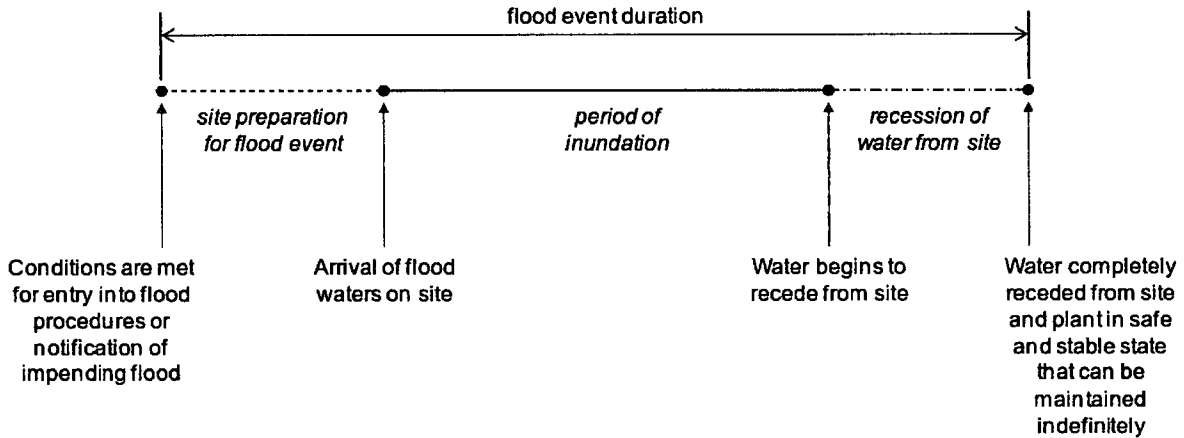 flood event duration
site preparation
for flood event
period of
inundation
recession of
water from site
Conditions are met
for entry into flood
procedures or
notification of
impending flood
Arrival of flood
waters on site
Water begins to
recede from site
Water completely
receded from site
and plant in safe
and stable state
that can be
maintained
indefinitely